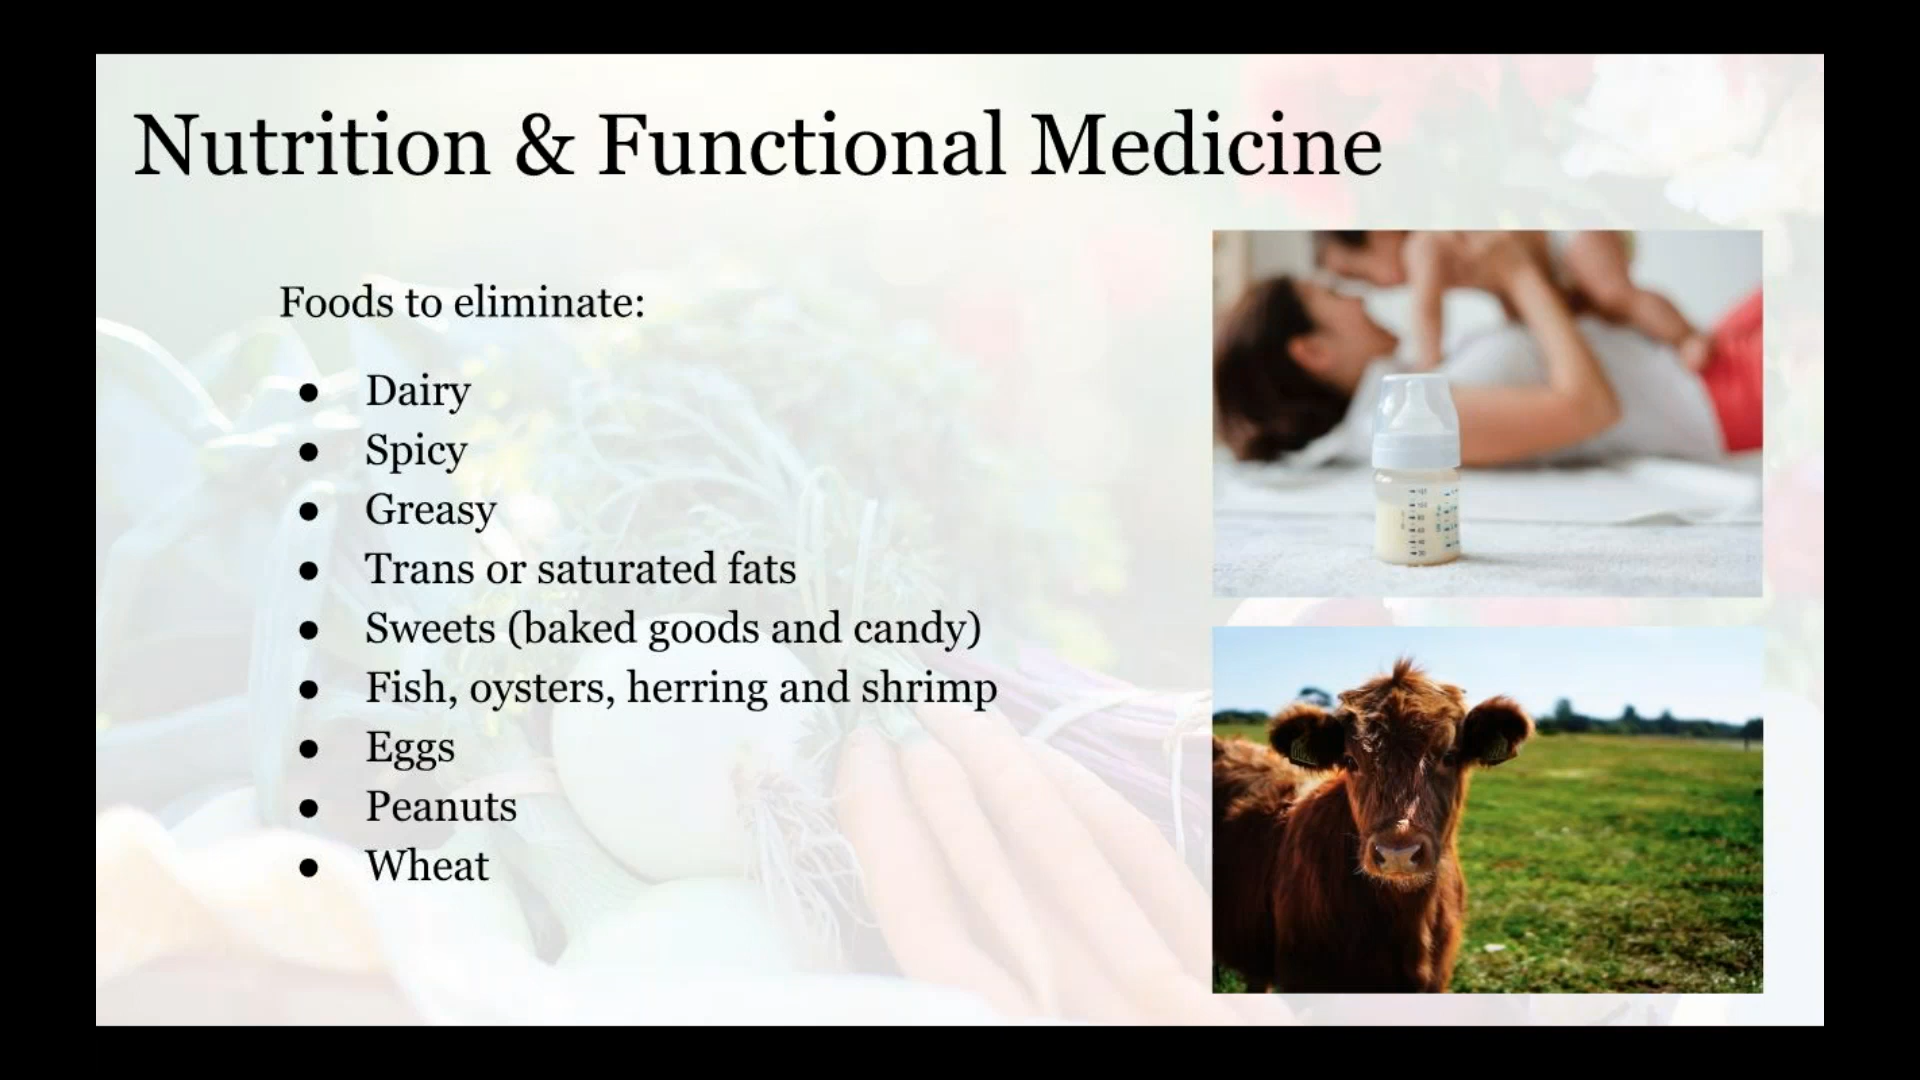 Nutrition & Functional Medicine
Foods to eliminate:
● Dairy
● Spicy
● Greasy
● Trans or saturated fats
● Sweets (baked goods and candy)
● Fish, oysters, herring and shrimp
● Eggs
● Peanuts
● Wheat